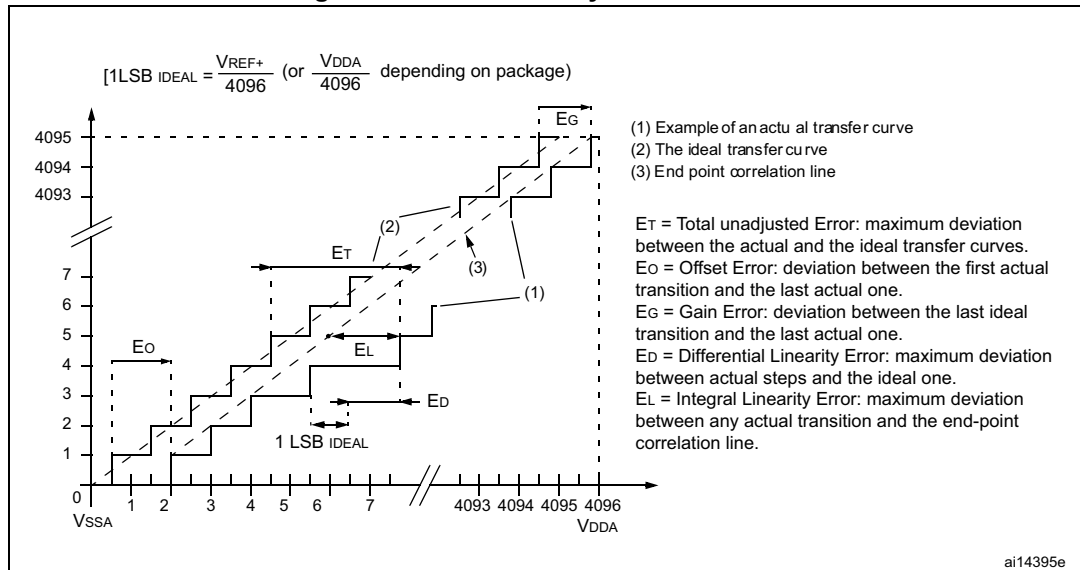 [1LSB IDEAL = VREF+ / 4096 (or VDDA / 4096 depending on package)
EG
4095
4094
4093
(1) Example of an actu al transfer curve
(2) The ideal transfer cu rve
(3) End point correlation line
(2)
ET
(3)
7
(1)
6
5
EO
EL
4
3
ED
2
1 LSB IDEAL
1
ET = Total unadjusted Error: maximum deviation
between the actual and the ideal transfer curves.
EO = Offset Error: deviation between the first actual
transition and the last actual one.
EG = Gain Error: deviation between the last ideal
transition and the last actual one.
ED = Differential Linearity Error: maximum deviation
between actual steps and the ideal one.
EL = Integral Linearity Error: maximum deviation
between any actual transition and the end-point
correlation line.
0 1 2 3 4 5 6 7 4093 4094 4095 4096
VSSA VDDA
ai14395e